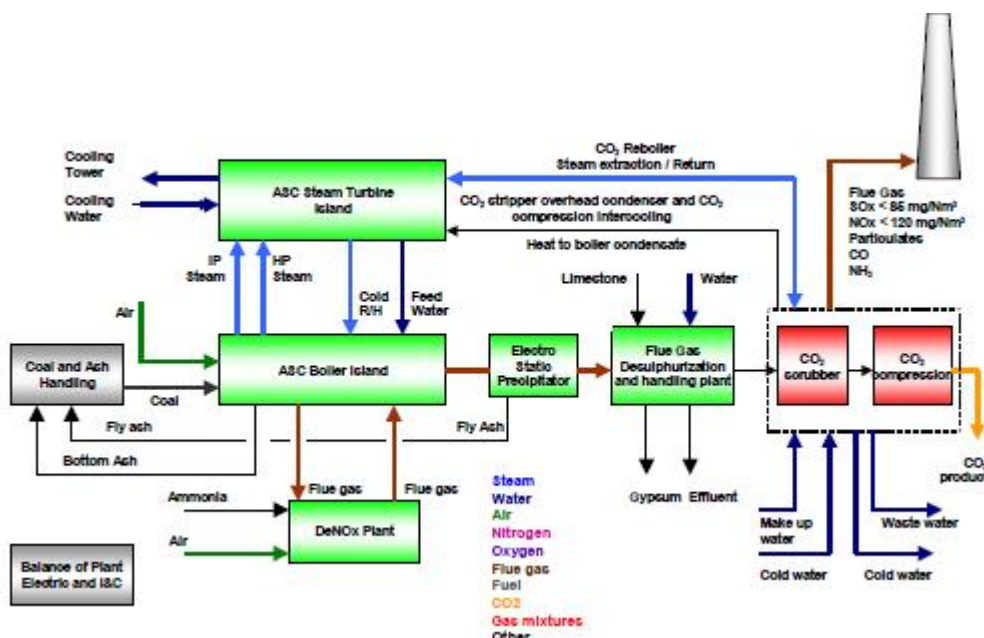 CO₂ Reboiler
Steam extraction / Return
Cooling
Tower
Cooling
Water
ASC Steam Turbine
Island
CO₂ stripper overhead condenser and CO₂
compression intercooling
Heat to boiler condensate
Flue Gas
SOx < 85 mg/Nm³
NOx < 120 mg/Nm³
Particulates
CO
NH₃
IP
Steam
HP
Steam
Cold
R/H
Feed
Water
Limestone
Water
Air
Coal and Ash
Handling
Coal
ASC Boiler Island
Electro
Static
Precipitator
Flue Gas
Desulphurization
and handling plant
CO₂
scrubber
CO₂
compression
Fly ash
Fly Ash
Bottom Ash
CO₂
product
Ammonia
Flue gas
Flue gas
Gypsum
Effluent
DeNOx Plant
Air
Make up
water
Waste water
Cold water
Cold water
Balance of Plant
Electric and I&C
Steam
Water
Air
Nitrogen
Oxygen
Flue gas
Fuel
CO2
Gas mixtures
Other